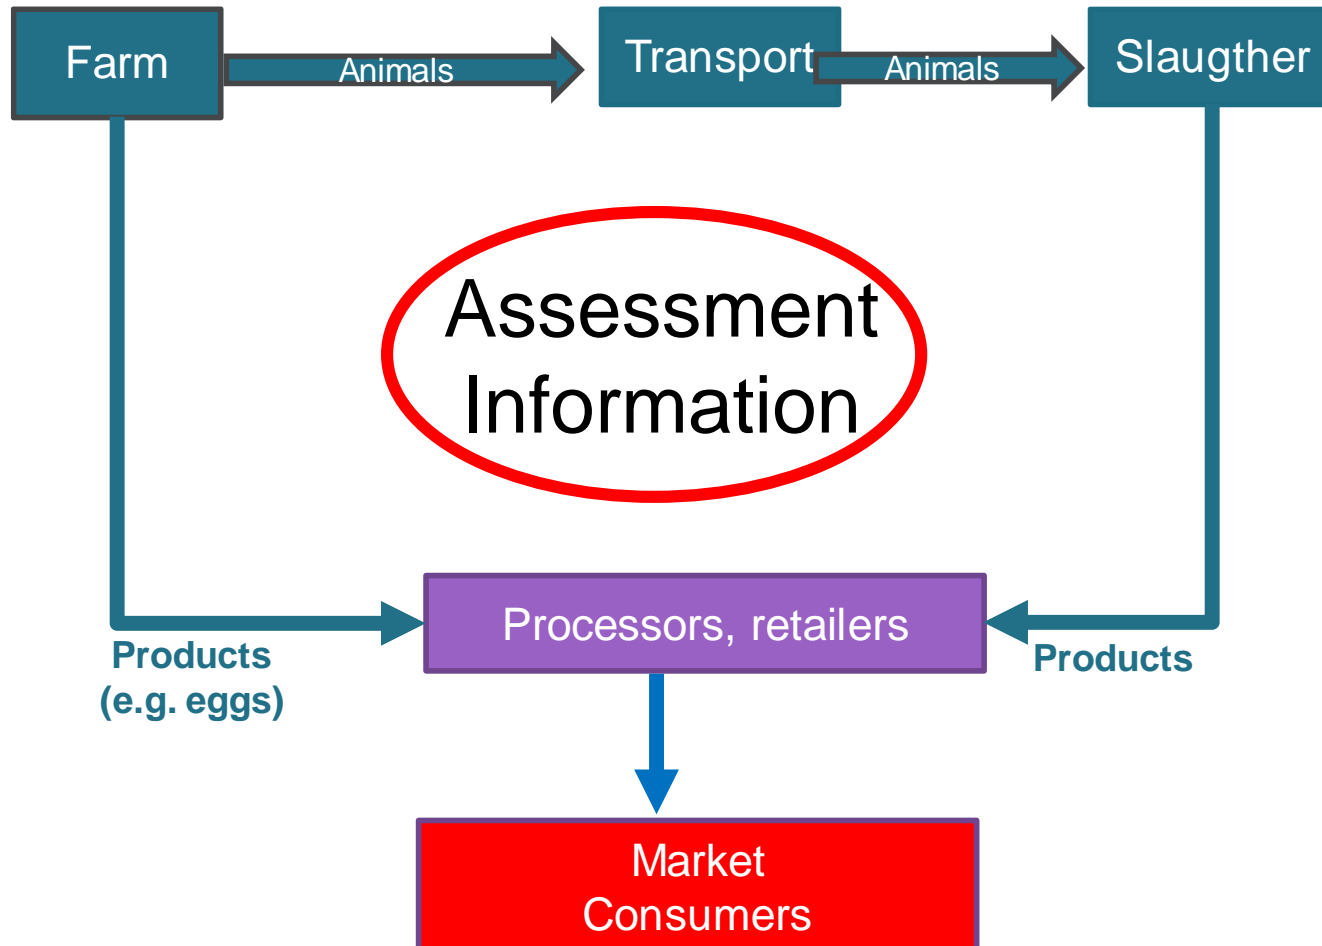 Farm
Animals
Transport
Animals
Slaugther
Assessment
Information
Processors, retailers
Products
(e.g. eggs)
Products
Market
Consumers